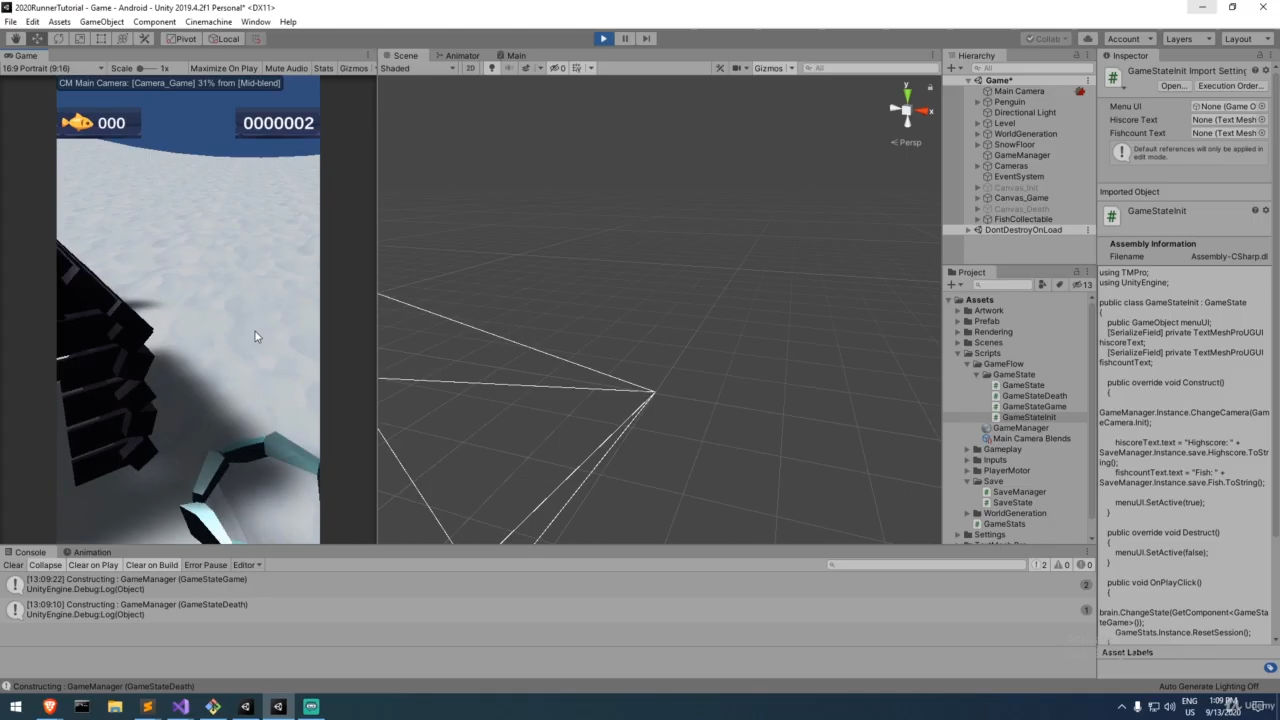 2020RunnerTutorial - Game - Android - Unity 2019.4.2f1 Personal* <DX11>
File Edit Assets GameObject Component Cinemachine Window Help
Pivot Local Collab Account Layers Layout
Game Scene Animator Main Hierarchy Inspector
16:9 Portrait (9:16) Scale 1x Maximize On Play Mute Audio Stats Gizmos Shaded 2D 0 Gizmos All All
CM Main Camera: [Camera_Game] 31% from [Mid-blend]
000
0000002
y
x
Persp
Game*
Main Camera
Penguin
Directional Light
Level
WorldGeneration
SnowFloor
GameManager
Cameras
EventSystem
Canvas_Init
Canvas_Game
Canvas_Death
FishCollectable
DontDestroyOnLoad
Project
13
Assets
Artwork
Prefab
Rendering
Scenes
Scripts
GameFlow
GameState
GameState
GameStateDeath
GameStateGame
GameStateInit
GameManager
Main Camera Blends
Gameplay
Inputs
PlayerMotor
Save
SaveManager
SaveState
WorldGeneration
GameStats
Settings
GameStateInit Import Setting
Open... Execution Order...
Menu UI None (Game O
Hiscore Text None (Text Mesh
Fishcount Text None (Text Mesh
Default references will only be applied in
edit mode.
Imported Object
GameStateInit
Assembly Information
Filename Assembly-CSharp.dl
using TMPro;
using UnityEngine;
public class GameStateInit : GameState
{
public GameObject menuUI;
[SerializeField] private TextMeshProUGUI
hiscoreText;
[SerializeField] private TextMeshProUGUI
fishcountText;
public override void Construct()
{
GameManager.Instance.ChangeCamera(Gam
eCamera.Init);
hiscoreText.text = "Highscore: " +
SaveManager.Instance.save.Highscore.ToStr
ing();
fishcountText.text = "Fish: " +
SaveManager.Instance.save.Fish.ToString();
menuUI.SetActive(true);
}
public override void Destruct()
{
menuUI.SetActive(false);
}
public void OnPlayClick()
{
brain.ChangeState(GetComponent<GameSta
teGame>());
GameStats.Instance.ResetSession();
Asset Labels
Console Animation
Clear Collapse Clear on Play Clear on Build Error Pause Editor 2 0 0
[13:09:22] Constructing : GameManager (GameStateGame)
UnityEngine.Debug:Log(Object)
2
[13:09:10] Constructing : GameManager (GameStateDeath)
UnityEngine.Debug:Log(Object)
1
Constructing : GameManager (GameStateDeath)
Auto Generate Lighting Off
ENG
US
1:09 PM
9/13/2020
Udemy